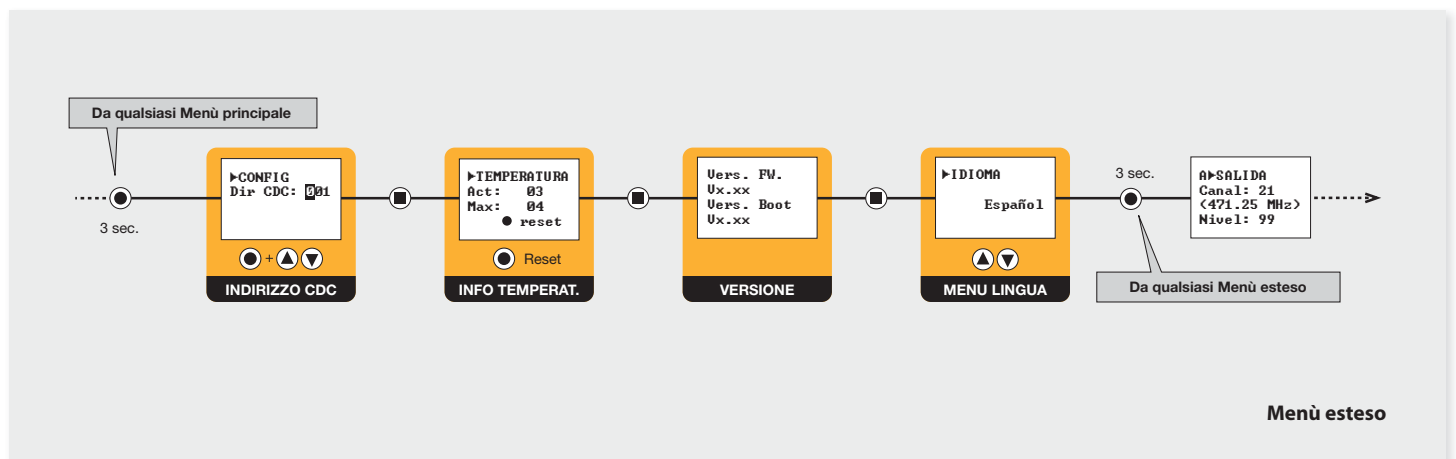 Da qualsiasi Menù principale
3 sec.
▶CONFIG
Dir CDC: 001
+
INDIRIZZO CDC
▶TEMPERATURA
Act: 03
Max: 04
● reset
Reset
INFO TEMPERAT.
Vers. FW.
Vx.xx
Vers. Boot
Vx.xx
VERSIONE
▶IDIOMA
Español
MENU LINGUA
3 sec.
Da qualsiasi Menù esteso
A▶SALIDA
Canal: 21
(471.25 MHz)
Nivel: 99
Menù esteso